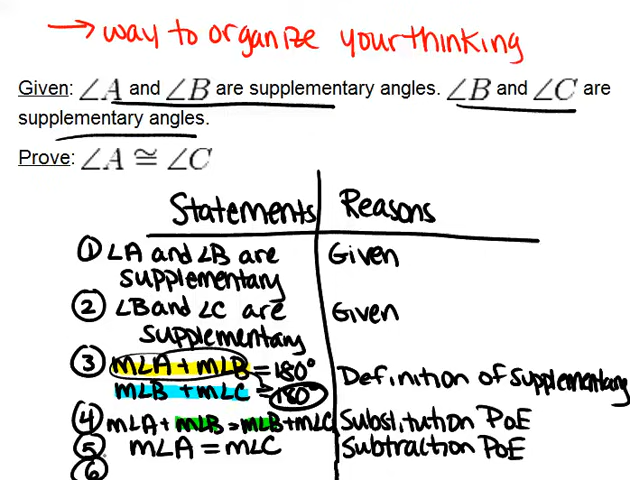 → way to organize your thinking
Given: ∠A and ∠B are supplementary angles. ∠B and ∠C are
supplementary angles.
Prove: ∠A ≅ ∠C
Statements Reasons
① ∠A and ∠B are Given
supplementary
② ∠B and ∠C are Given
supplementary
③ m∠A + m∠B = 180°
m∠B + m∠C = 180° Definition of supplementary
④ m∠A + m∠B = m∠B + m∠C Substitution PoE
⑤ m∠A = m∠C Subtraction PoE
⑥